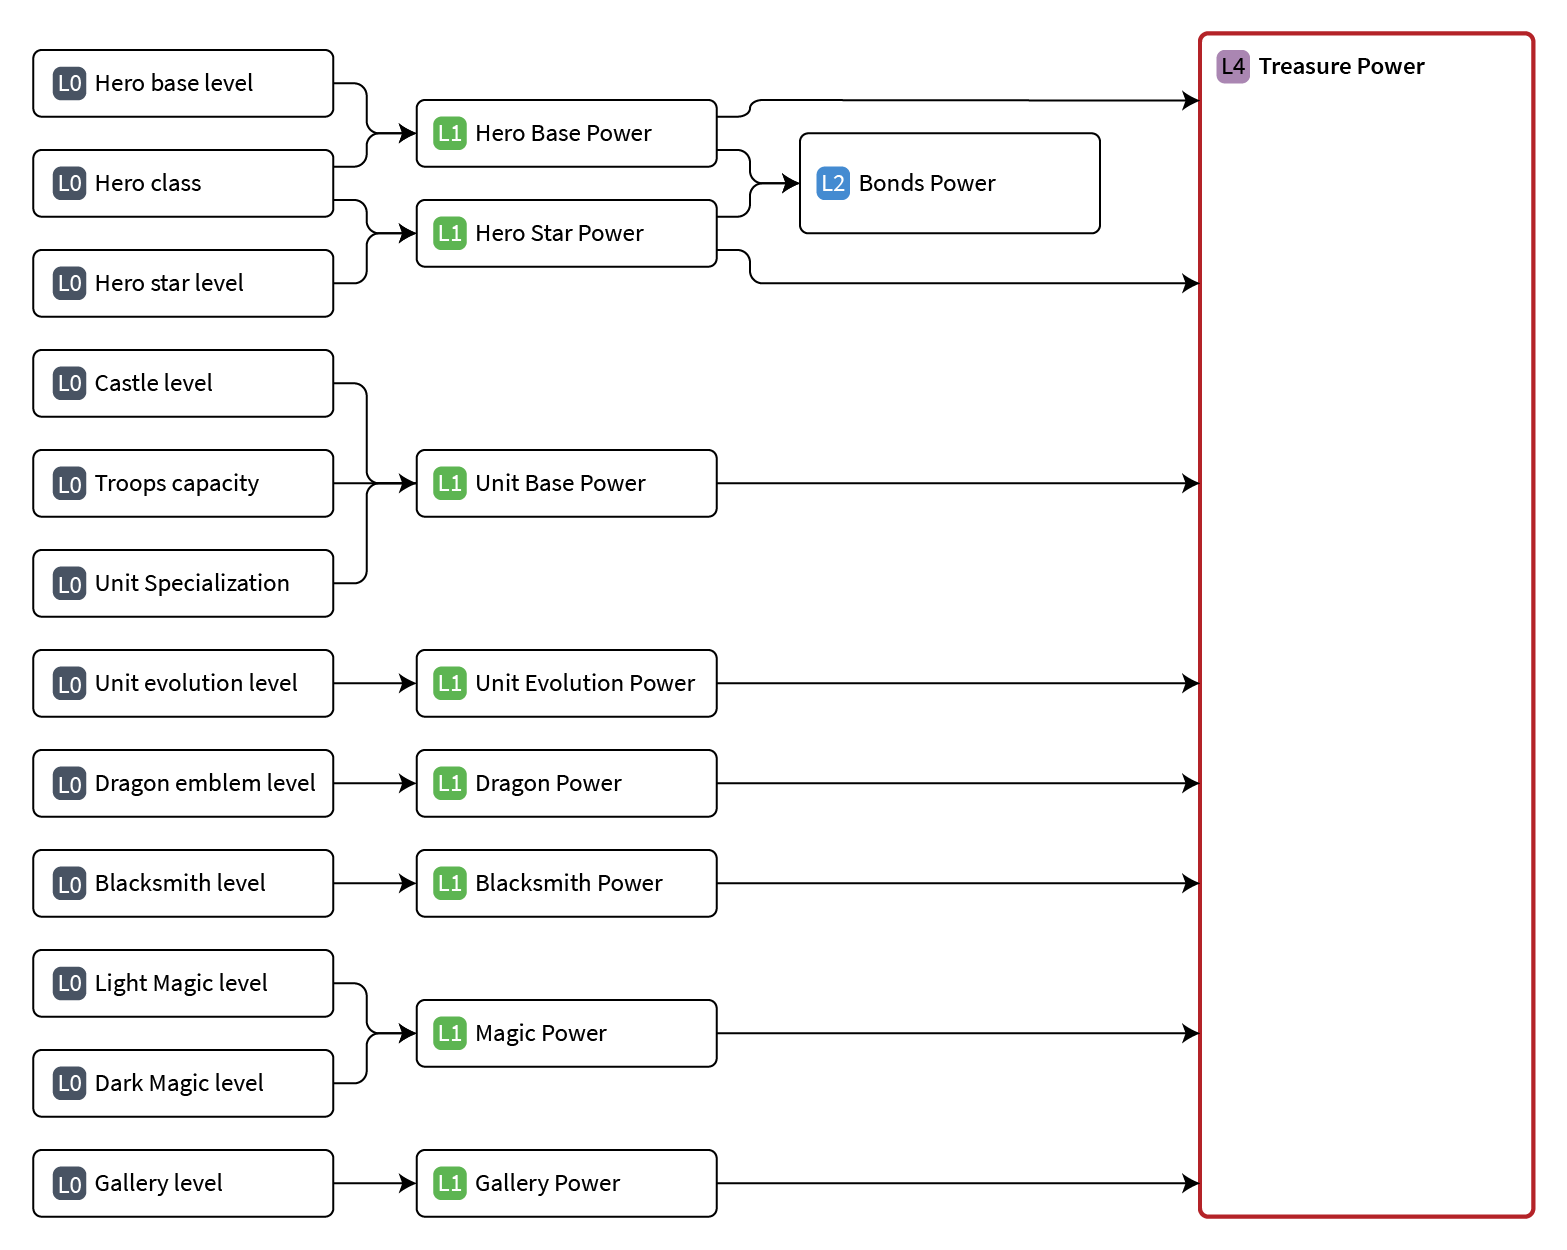 L0 Hero base level
L0 Hero class
L0 Hero star level
L0 Castle level
L0 Troops capacity
L0 Unit Specialization
L0 Unit evolution level
L0 Dragon emblem level
L0 Blacksmith level
L0 Light Magic level
L0 Dark Magic level
L0 Gallery level
L1 Hero Base Power
L1 Hero Star Power
L1 Unit Base Power
L1 Unit Evolution Power
L1 Dragon Power
L1 Blacksmith Power
L1 Magic Power
L1 Gallery Power
L2 Bonds Power
L4 Treasure Power